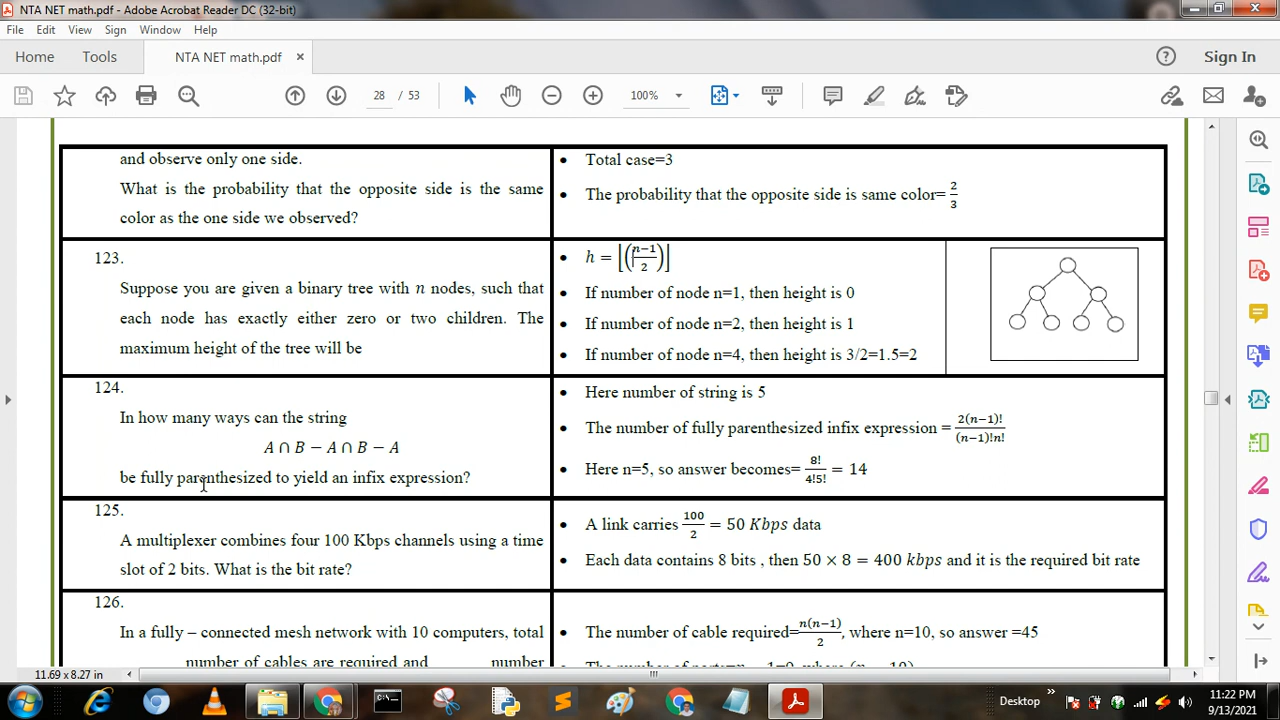 NTA NET math.pdf - Adobe Acrobat Reader DC (32-bit)
File Edit View Sign Window Help
Home Tools NTA NET math.pdf × Sign In
28 / 53 100%
and observe only one side.
What is the probability that the opposite side is the same
color as the one side we observed?
• Total case=3
• The probability that the opposite side is same color= 2/3
123.
Suppose you are given a binary tree with n nodes, such that
each node has exactly either zero or two children. The
maximum height of the tree will be
• h = ⌊((n−1)/2)⌋
• If number of node n=1, then height is 0
• If number of node n=2, then height is 1
• If number of node n=4, then height is 3/2=1.5=2
124.
In how many ways can the string
A ∩ B − A ∩ B − A
be fully parenthesized to yield an infix expression?
• Here number of string is 5
• The number of fully parenthesized infix expression = 2(n−1)!/(n−1)!n!
• Here n=5, so answer becomes= 8!/4!5! = 14
125.
A multiplexer combines four 100 Kbps channels using a time
slot of 2 bits. What is the bit rate?
• A link carries 100/2 = 50 Kbps data
• Each data contains 8 bits , then 50 × 8 = 400 kbps and it is the required bit rate
126.
In a fully – connected mesh network with 10 computers, total
number of cables are required and number
• The number of cable required= n(n−1)/2, where n=10, so answer =45
11.69 x 8.27 in
Desktop
11:22 PM
9/13/2021